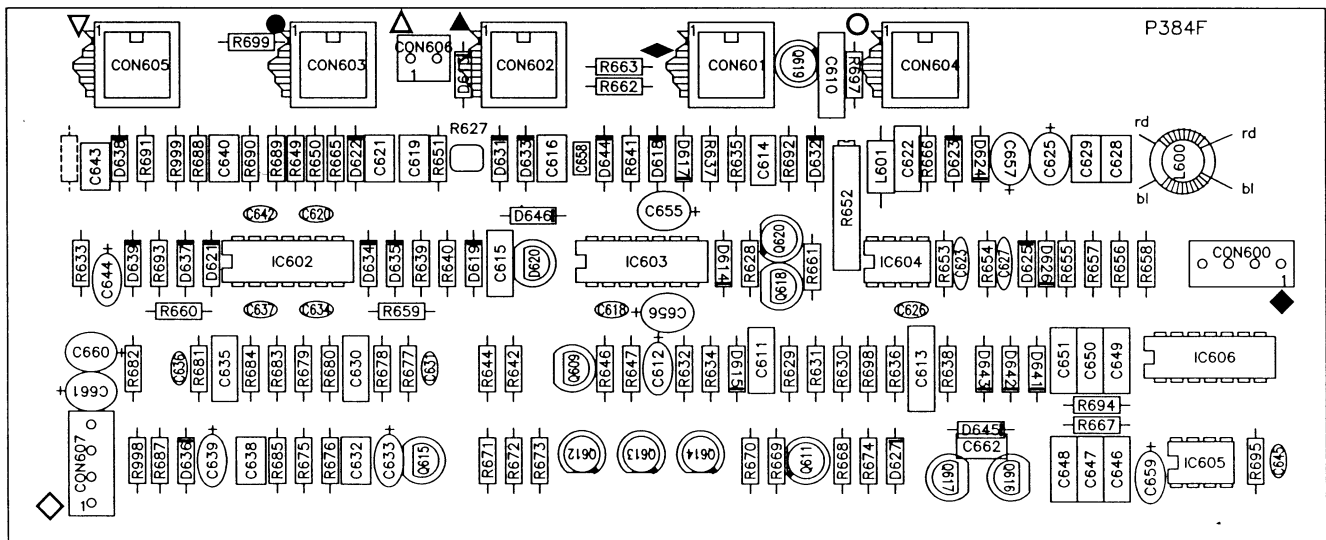 P384F
1 1 1 1 1
R699 CON606 D6 R663 Q619 C610 R697
CON605 CON603 1 CON602 R662 CON601 CON604
R627 rd rd
C643 D638 R691 R999 R688 C640 R690 R689 R649 R650 R665 D622 C621 C619 R651 D631 D633 C616 C658 D644 R641 D618 D617 R637 R635 C614 R692 D632 R652 L601 C622 R666 D623 D624 C657 C625 C629 C628 L600
bl bl
C642 C620 D646 C655 Q620
R633 C644 D639 R693 D637 D621 IC602 D634 D635 R639 R640 D619 C615 D620 IC603 D614 R628 Q618 R661 IC604 R653 C623 R654 C627 D625 D629 R655 R657 R656 R658 CON600
1
R660 C637 C634 R659 C618 C656 C626
C660 R682 C636 R681 C635 R684 R683 R679 R680 C630 R678 R677 C631 R644 R642 Q609 R646 R647 C612 R632 R634 D615 C611 R629 R631 R630 R698 R636 C613 R638 D643 D642 D641 C651 C650 C649 IC606
C661
R694
R667
CON607 R998 R687 D636 C639 C638 R685 R675 R676 C632 C633 Q615 R671 R672 R673 Q612 Q613 Q614 R670 R669 Q611 R668 R674 D627 D645 C662 Q617 Q616 C648 C647 C646 C659 IC605 R695 C645
1